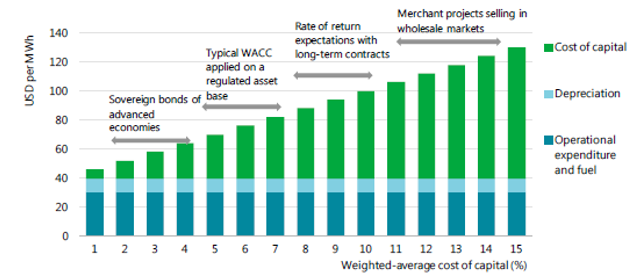 Merchant projects selling in
wholesale markets
Rate of return
expectations with
long-term contracts
Typical WACC
applied on a
regulated asset
base
Sovereign bonds of
advanced
economies
USD per MWh
140
120
100
80
60
40
20
0
1 2 3 4 5 6 7 8 9 10 11 12 13 14 15
Weighted-average cost of capital (%)
Cost of capital
Depreciation
Operational
expenditure
and fuel